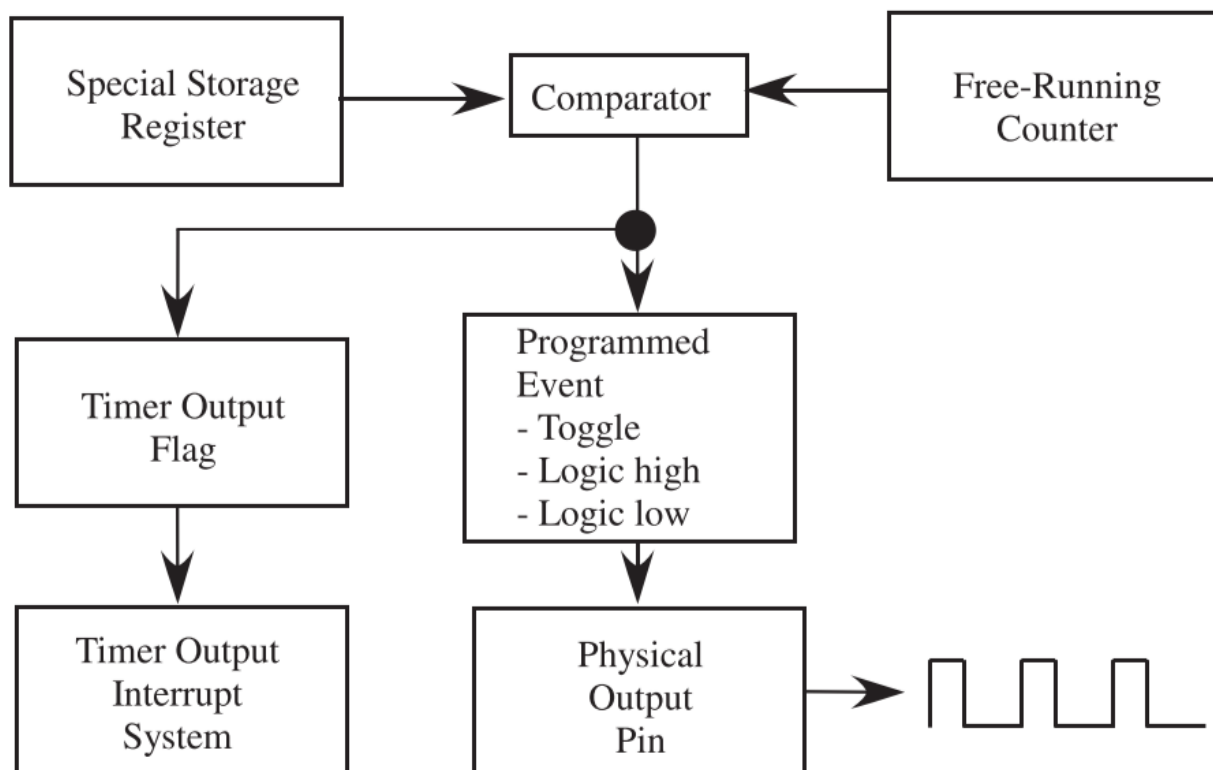 Special Storage
Register
Comparator
Free-Running
Counter
Timer Output
Flag
Programmed
Event
- Toggle
- Logic high
- Logic low
Timer Output
Interrupt
System
Physical
Output
Pin